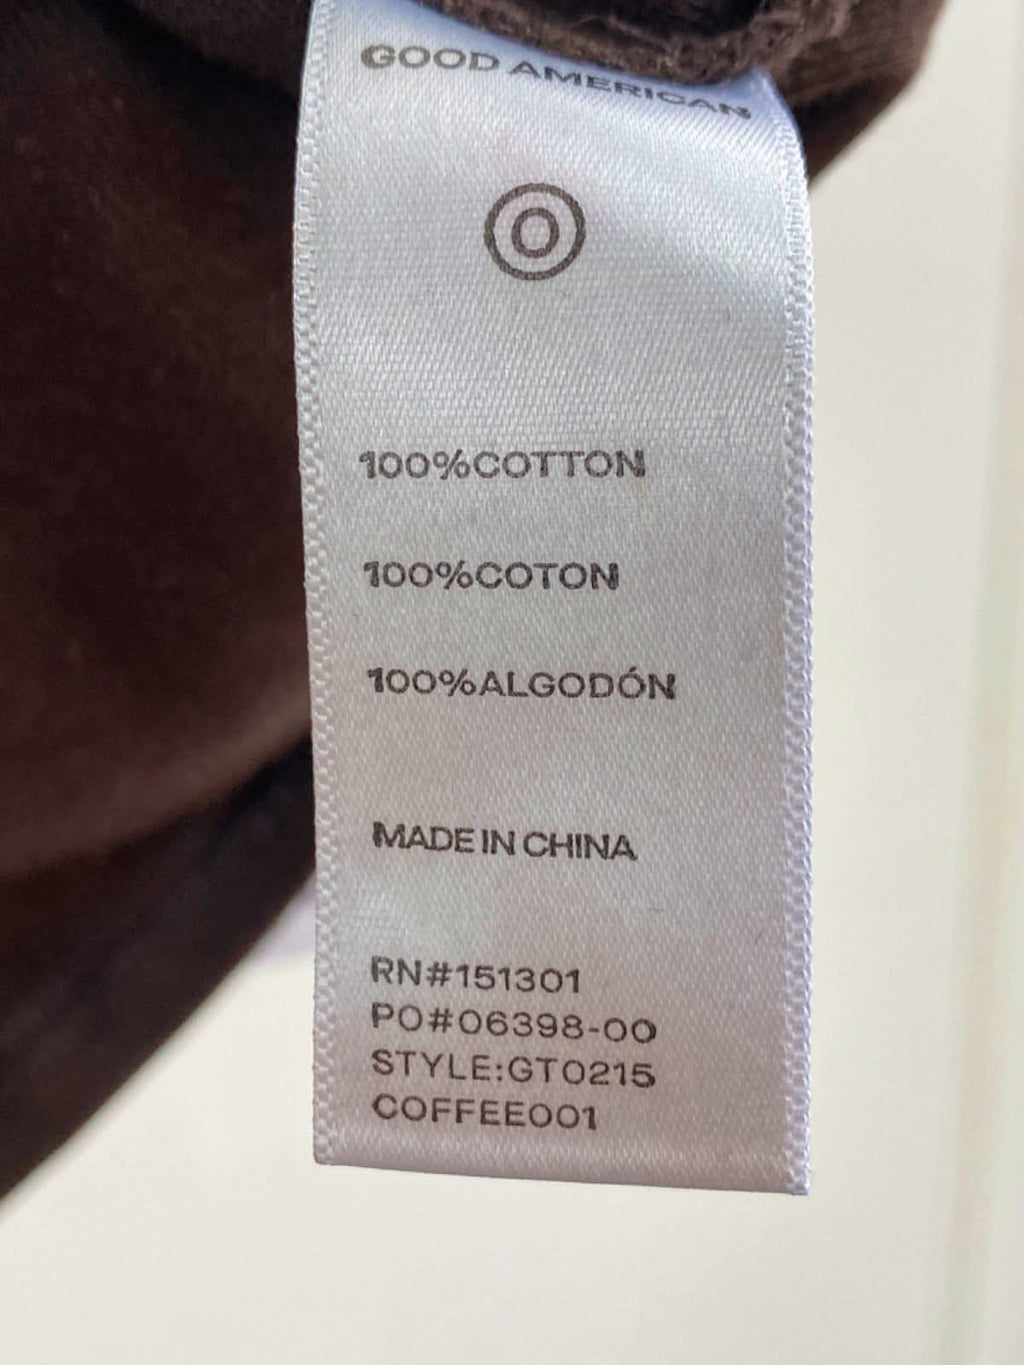 GOOD AMERICAN
0
100%COTTON
100%COTON
100%ALGODÓN
MADE IN CHINA
RN#151301
PO#06398-00
STYLE:GT0215
COFFEE001